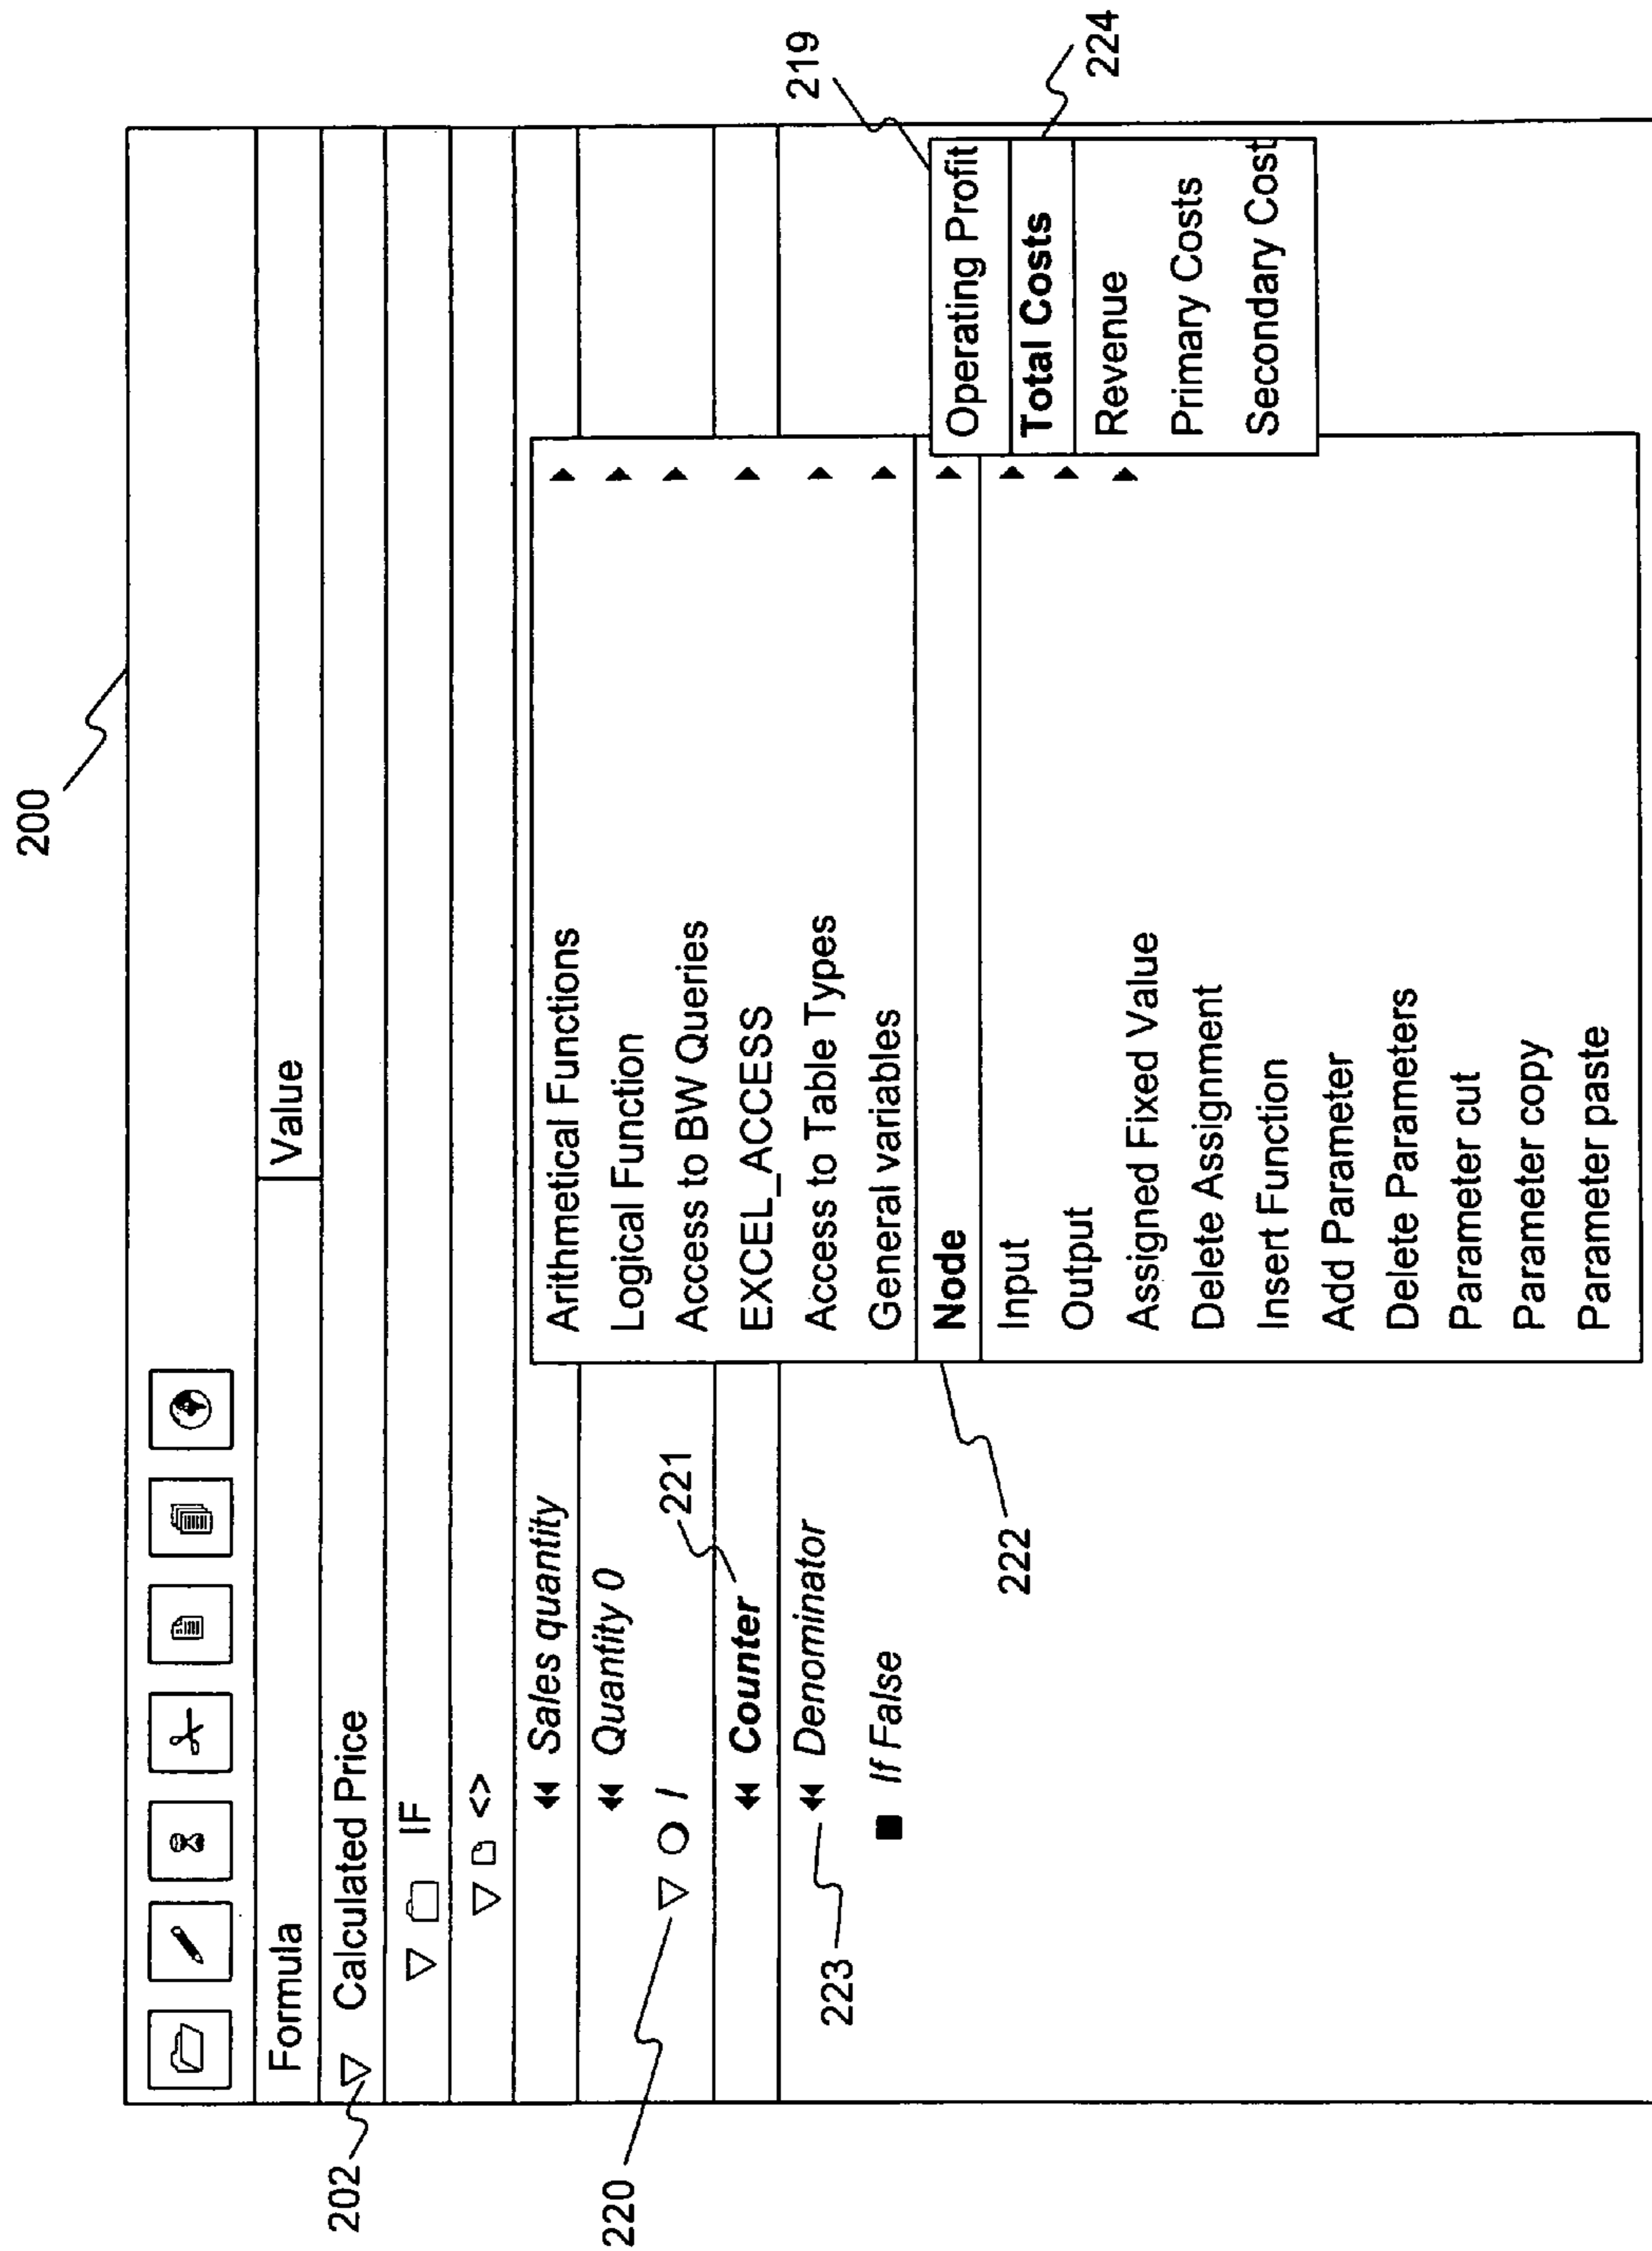 200
Formula
Value
202
Calculated Price
IF
<>
Sales quantity
Quantity 0
220
/
221
Counter
223
Denominator
If False
222
Arithmetical Functions
Logical Function
Access to BW Queries
EXCEL_ACCESS
Access to Table Types
General variables
Node
Input
Output
Assigned Fixed Value
Delete Assignment
Insert Function
Add Parameter
Delete Parameters
Parameter cut
Parameter copy
Parameter paste
219
Operating Profit
224
Total Costs
Revenue
Primary Costs
Secondary Cost